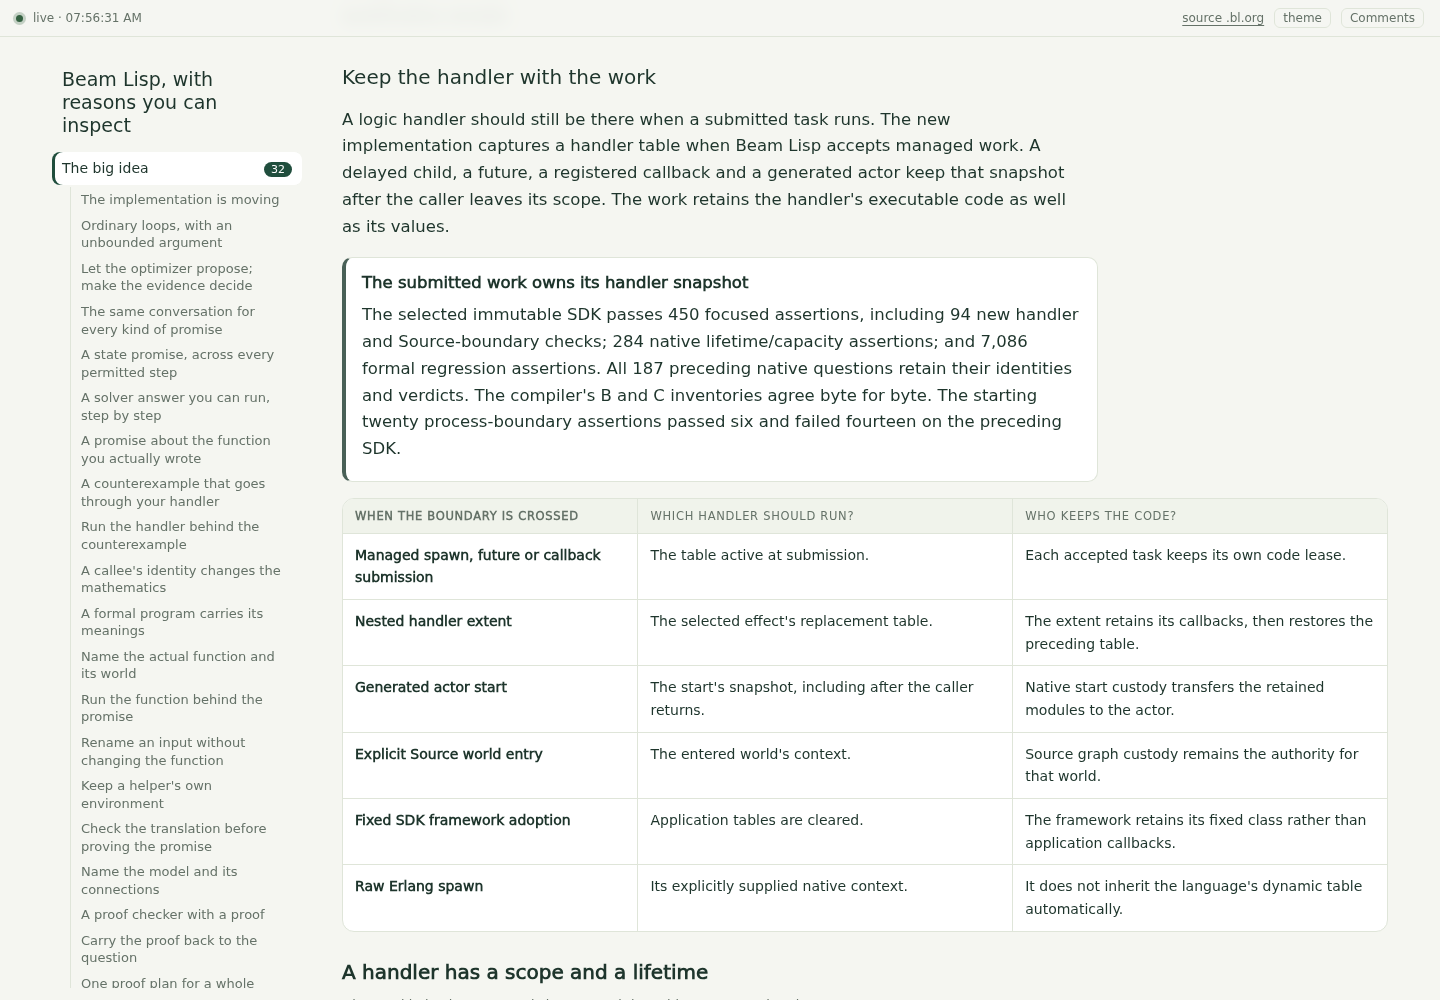 live · 07:56:31 AM
source .bl.org
theme
Comments
Beam Lisp, with
reasons you can
inspect
The big idea
32
The implementation is moving
Ordinary loops, with an
unbounded argument
Let the optimizer propose;
make the evidence decide
The same conversation for
every kind of promise
A state promise, across every
permitted step
A solver answer you can run,
step by step
A promise about the function
you actually wrote
A counterexample that goes
through your handler
Run the handler behind the
counterexample
A callee's identity changes the
mathematics
A formal program carries its
meanings
Name the actual function and
its world
Run the function behind the
promise
Rename an input without
changing the function
Keep a helper's own
environment
Check the translation before
proving the promise
Name the model and its
connections
A proof checker with a proof
Carry the proof back to the
question
One proof plan for a whole
Keep the handler with the work
A logic handler should still be there when a submitted task runs. The new
implementation captures a handler table when Beam Lisp accepts managed work. A
delayed child, a future, a registered callback and a generated actor keep that snapshot
after the caller leaves its scope. The work retains the handler's executable code as well
as its values.
The submitted work owns its handler snapshot
The selected immutable SDK passes 450 focused assertions, including 94 new handler
and Source-boundary checks; 284 native lifetime/capacity assertions; and 7,086
formal regression assertions. All 187 preceding native questions retain their identities
and verdicts. The compiler's B and C inventories agree byte for byte. The starting
twenty process-boundary assertions passed six and failed fourteen on the preceding
SDK.
WHEN THE BOUNDARY IS CROSSED
WHICH HANDLER SHOULD RUN?
WHO KEEPS THE CODE?
Managed spawn, future or callback
submission
The table active at submission.
Each accepted task keeps its own code lease.
Nested handler extent
The selected effect's replacement table.
The extent retains its callbacks, then restores the
preceding table.
Generated actor start
The start's snapshot, including after the caller
returns.
Native start custody transfers the retained
modules to the actor.
Explicit Source world entry
The entered world's context.
Source graph custody remains the authority for
that world.
Fixed SDK framework adoption
Application tables are cleared.
The framework retains its fixed class rather than
application callbacks.
Raw Erlang spawn
Its explicitly supplied native context.
It does not inherit the language's dynamic table
automatically.
A handler has a scope and a lifetime